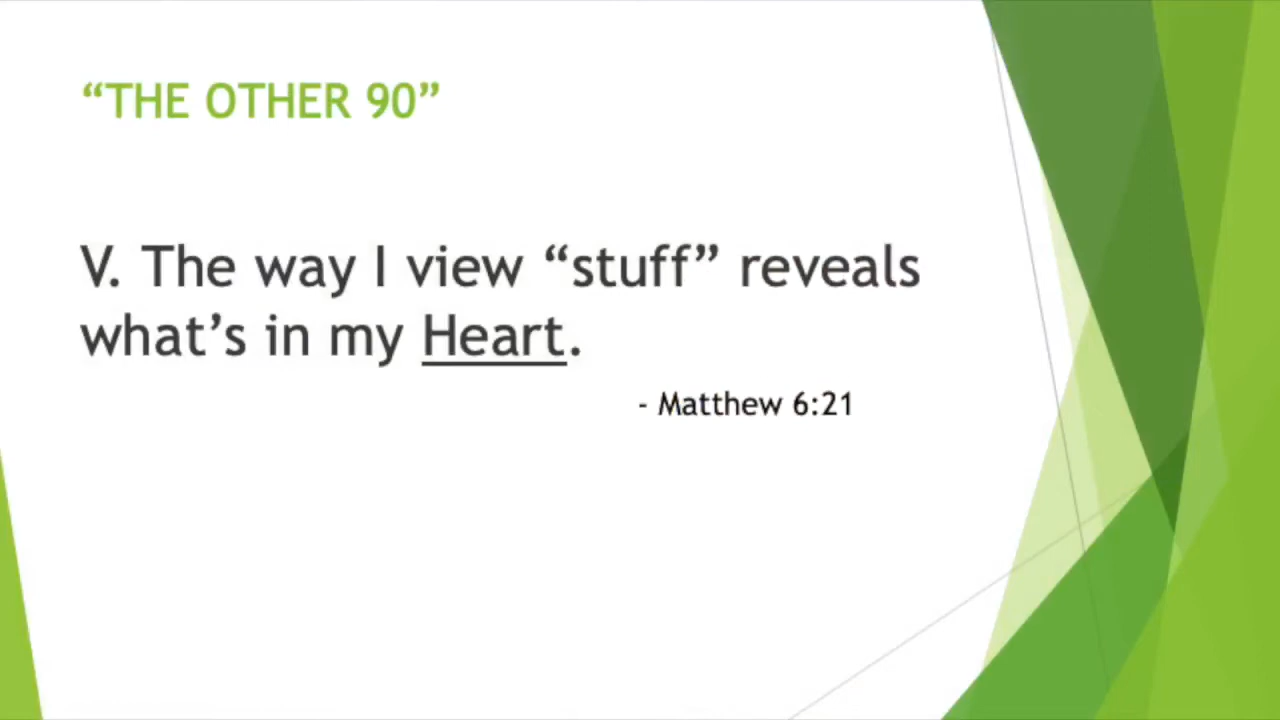 “THE OTHER 90”
V. The way I view “stuff” reveals
what’s in my Heart.
- Matthew 6:21